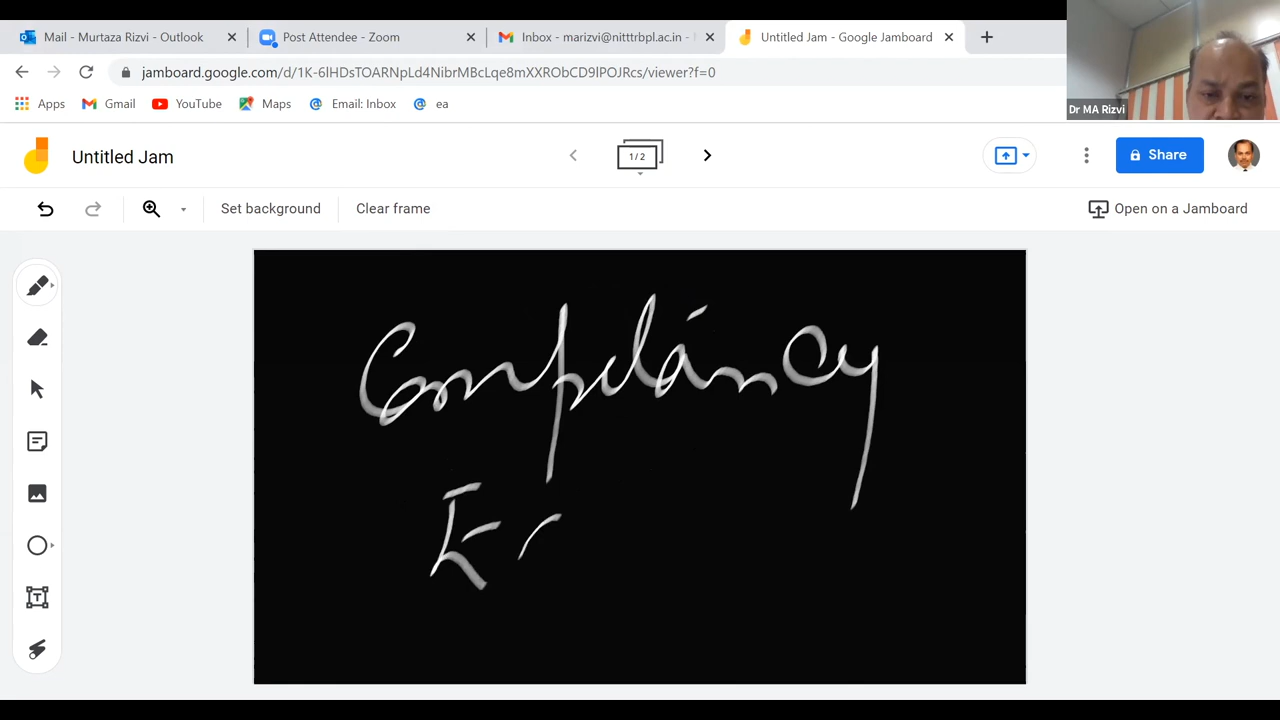 Mail - Murtaza Rizvi - Outlook
Post Attendee - Zoom
Inbox - marizvi@nitttrbpl.ac.in -
Untitled Jam - Google Jamboard
jamboard.google.com/d/1K-6lHDsTOARNpLd4NibrMBcLqe8mXXRObCD9lPOJRcs/viewer?f=0
Dr MA Rizvi
Apps
Gmail
YouTube
Maps
Email: Inbox
ea
Untitled Jam
1 / 2
Share
Set background
Clear frame
Open on a Jamboard